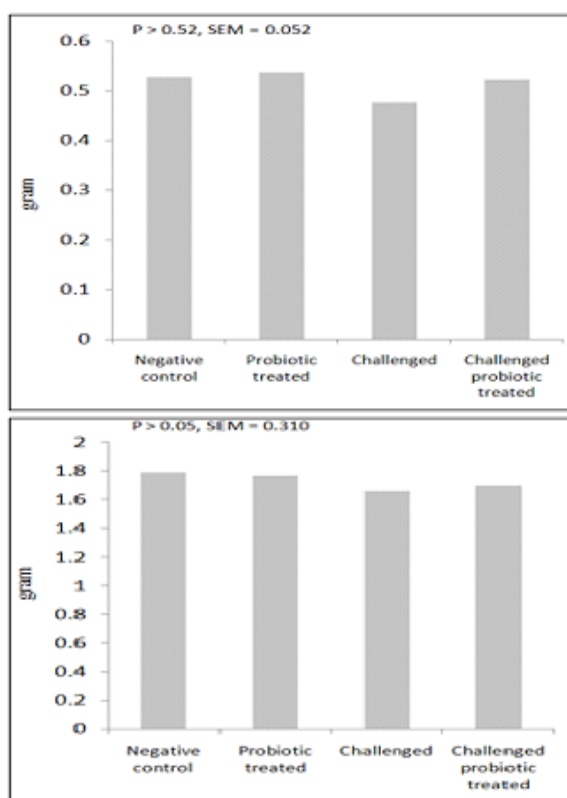 P > 0.52, SEM = 0.052
0.6
0.5
0.4
0.3
0.2
0.1
0
gram
Negative control
Probiotic treated
Challenged
Challenged probiotic treated
P > 0.05, SEM = 0.310
2
1.8
1.6
1.4
1.2
1
0.8
0.6
0.4
0.2
0
gram
Negative control
Probiotic treated
Challenged
Challenged probiotic treated